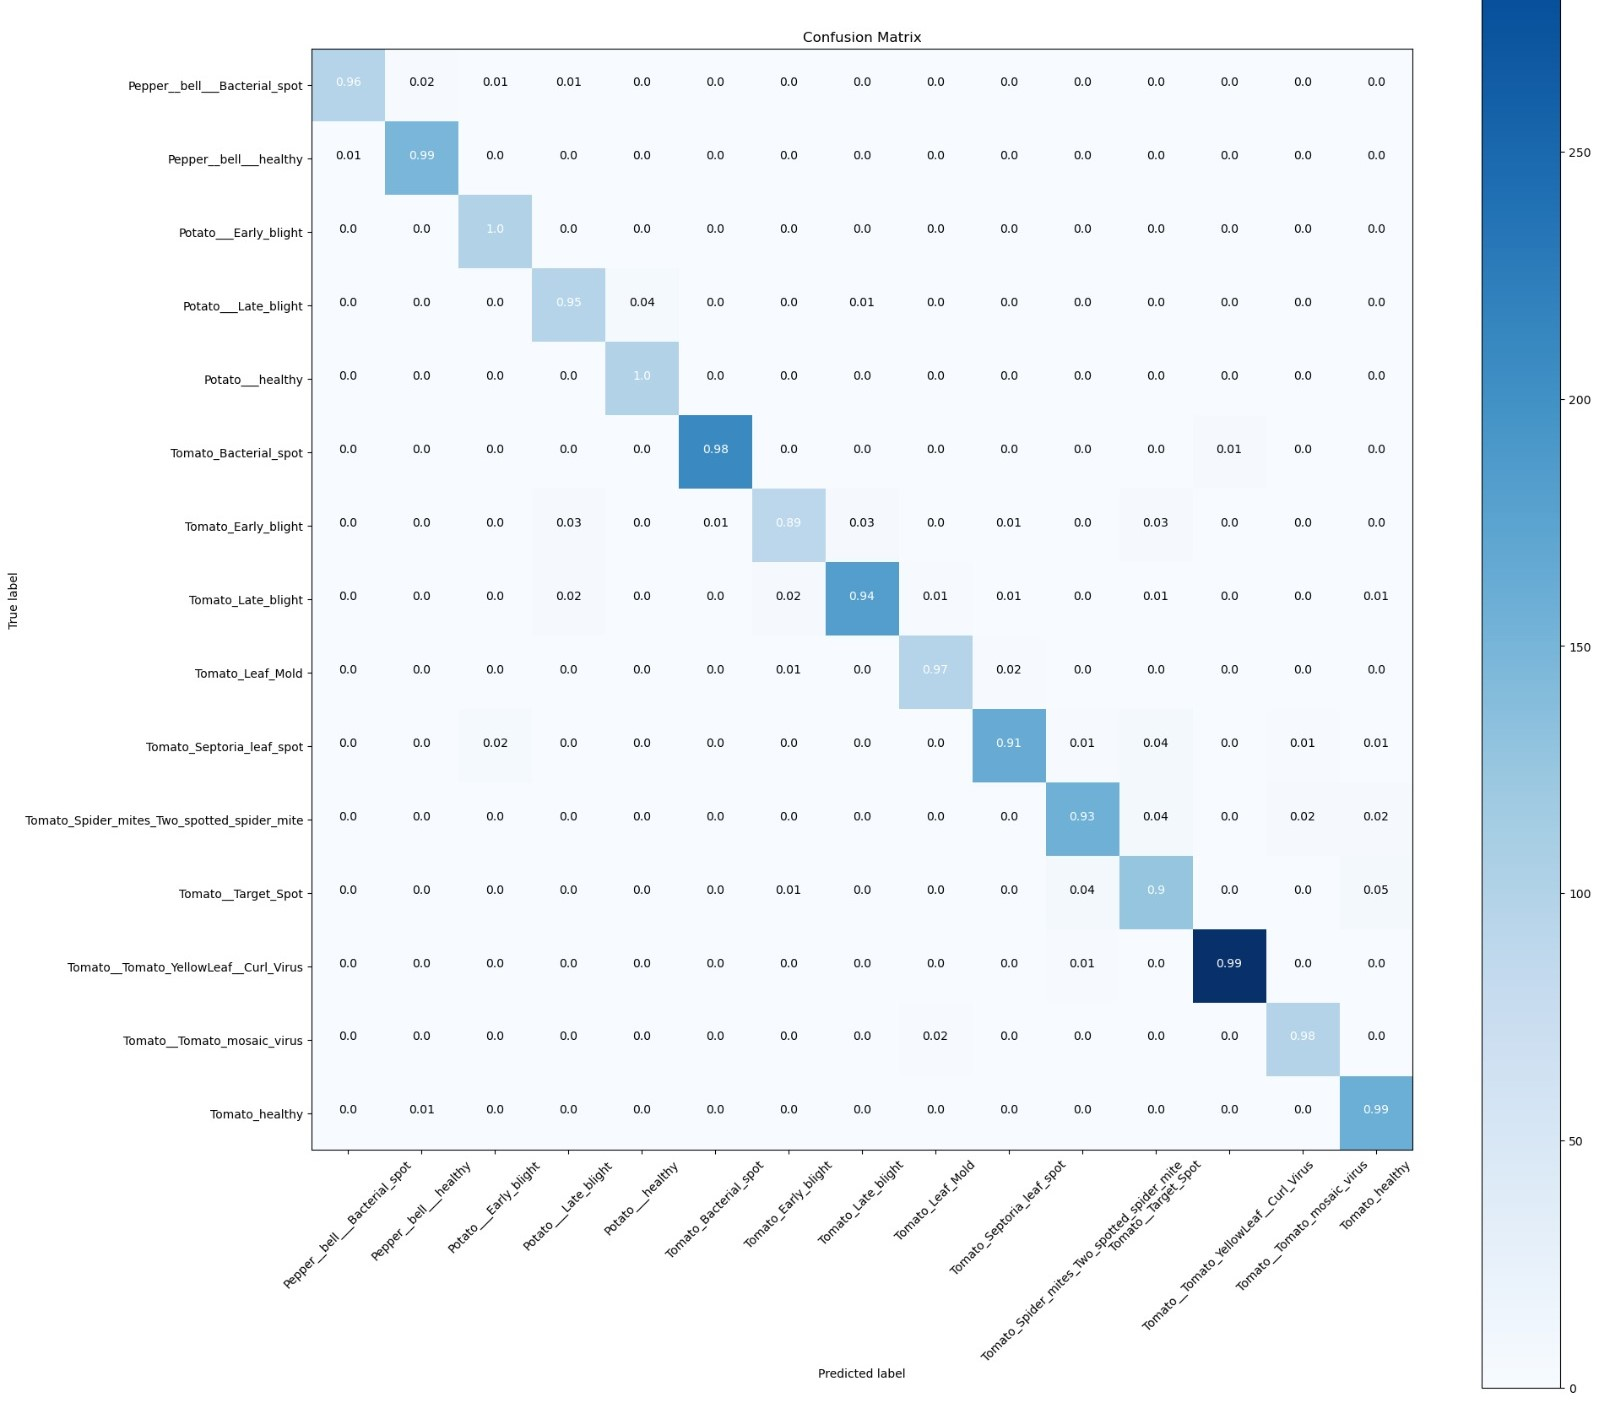 Confusion Matrix
Pepper__bell___Bacterial_spot 0.96 0.02 0.01 0.01 0.0 0.0 0.0 0.0 0.0 0.0 0.0 0.0 0.0 0.0 0.0
Pepper__bell___healthy 0.01 0.99 0.0 0.0 0.0 0.0 0.0 0.0 0.0 0.0 0.0 0.0 0.0 0.0 0.0
Potato___Early_blight 0.0 0.0 1.0 0.0 0.0 0.0 0.0 0.0 0.0 0.0 0.0 0.0 0.0 0.0 0.0
Potato___Late_blight 0.0 0.0 0.0 0.95 0.04 0.0 0.0 0.01 0.0 0.0 0.0 0.0 0.0 0.0 0.0
Potato___healthy 0.0 0.0 0.0 0.0 1.0 0.0 0.0 0.0 0.0 0.0 0.0 0.0 0.0 0.0 0.0
Tomato_Bacterial_spot 0.0 0.0 0.0 0.0 0.0 0.98 0.0 0.0 0.0 0.0 0.0 0.0 0.01 0.0 0.0
Tomato_Early_blight 0.0 0.0 0.0 0.03 0.0 0.01 0.89 0.03 0.0 0.01 0.0 0.03 0.0 0.0 0.0
Tomato_Late_blight 0.0 0.0 0.0 0.02 0.0 0.0 0.02 0.94 0.01 0.01 0.0 0.01 0.0 0.0 0.01
Tomato_Leaf_Mold 0.0 0.0 0.0 0.0 0.0 0.0 0.01 0.0 0.97 0.02 0.0 0.0 0.0 0.0 0.0
Tomato_Septoria_leaf_spot 0.0 0.0 0.02 0.0 0.0 0.0 0.0 0.0 0.0 0.91 0.01 0.04 0.0 0.01 0.01
Tomato_Spider_mites_Two_spotted_spider_mite 0.0 0.0 0.0 0.0 0.0 0.0 0.0 0.0 0.0 0.0 0.93 0.04 0.0 0.02 0.02
Tomato__Target_Spot 0.0 0.0 0.0 0.0 0.0 0.0 0.01 0.0 0.0 0.0 0.04 0.9 0.0 0.0 0.05
Tomato__Tomato_YellowLeaf__Curl_Virus 0.0 0.0 0.0 0.0 0.0 0.0 0.0 0.0 0.0 0.0 0.01 0.0 0.99 0.0 0.0
Tomato__Tomato_mosaic_virus 0.0 0.0 0.0 0.0 0.0 0.0 0.0 0.0 0.02 0.0 0.0 0.0 0.0 0.98 0.0
Tomato_healthy 0.0 0.01 0.0 0.0 0.0 0.0 0.0 0.0 0.0 0.0 0.0 0.0 0.0 0.0 0.99
True label
Pepper__bell___Bacterial_spot
Pepper__bell___healthy
Potato___Early_blight
Potato___Late_blight
Potato___healthy
Tomato_Bacterial_spot
Tomato_Early_blight
Tomato_Late_blight
Tomato_Leaf_Mold
Tomato_Septoria_leaf_spot
Tomato_Spider_mites_Two_spotted_spider_mite
Tomato__Target_Spot
Tomato__Tomato_YellowLeaf__Curl_Virus
Tomato__Tomato_mosaic_virus
Tomato_healthy
Predicted label
250
200
150
100
50
0